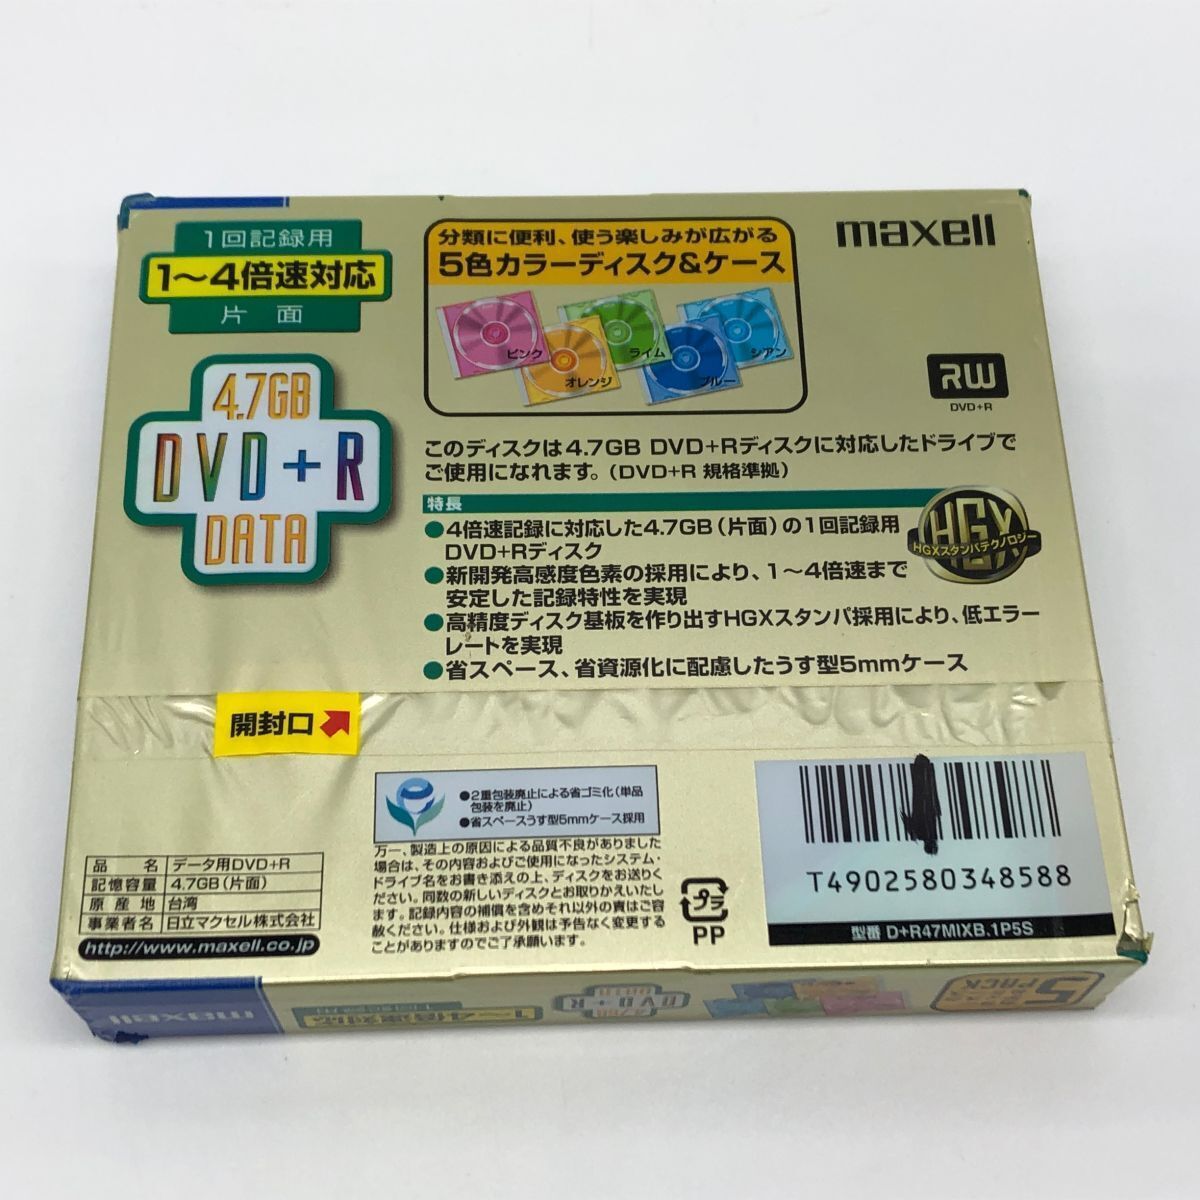 1回記録用
1～4倍速対応
片面
4.7GB
DVD+R
DATA
分類に便利、使う楽しみが広がる
5色カラーディスク&ケース
ピンク
オレンジ
ライム
ブルー
シアン
maxell
RW
DVD+R
このディスクは4.7GB DVD+Rディスクに対応したドライブで
ご使用になれます。(DVD+R 規格準拠)
特長
●4倍速記録に対応した4.7GB(片面)の1回記録用
DVD+Rディスク
●新開発高感度色素の採用により、1～4倍速まで
安定した記録特性を実現
●高精度ディスク基板を作り出すHGXスタンパ採用により、低エラー
レートを実現
●省スペース、省資源化に配慮したうす型5mmケース
HGX
HGXスタンパテクノロジー
開封口
●2重包装廃止による省ゴミ化(単品
包装を廃止)
●省スペースうす型5mmケース採用
万一、製造上の原因による品質不良がありました
場合は、その内容およびご使用になったシステム・
ドライブ名をお書き添えの上、ディスクをお送りく
ださい。同数の新しいディスクとお取りかえいたし
ます。記録内容の補償を含めそれ以外の責はご容
赦ください。仕様および外観は予告なく変更する
ことがありますのでご了承願います。
品名 データ用DVD+R
記憶容量 4.7GB(片面)
原産地 台湾
事業者名 日立マクセル株式会社
http://www.maxell.co.jp
プラ
PP
T4902580348588
型番 D+R47MIXB.1P5S
maxell
1回記録用
1～4倍速対応
4.7GB
DVD+R
DATA
5
PACK